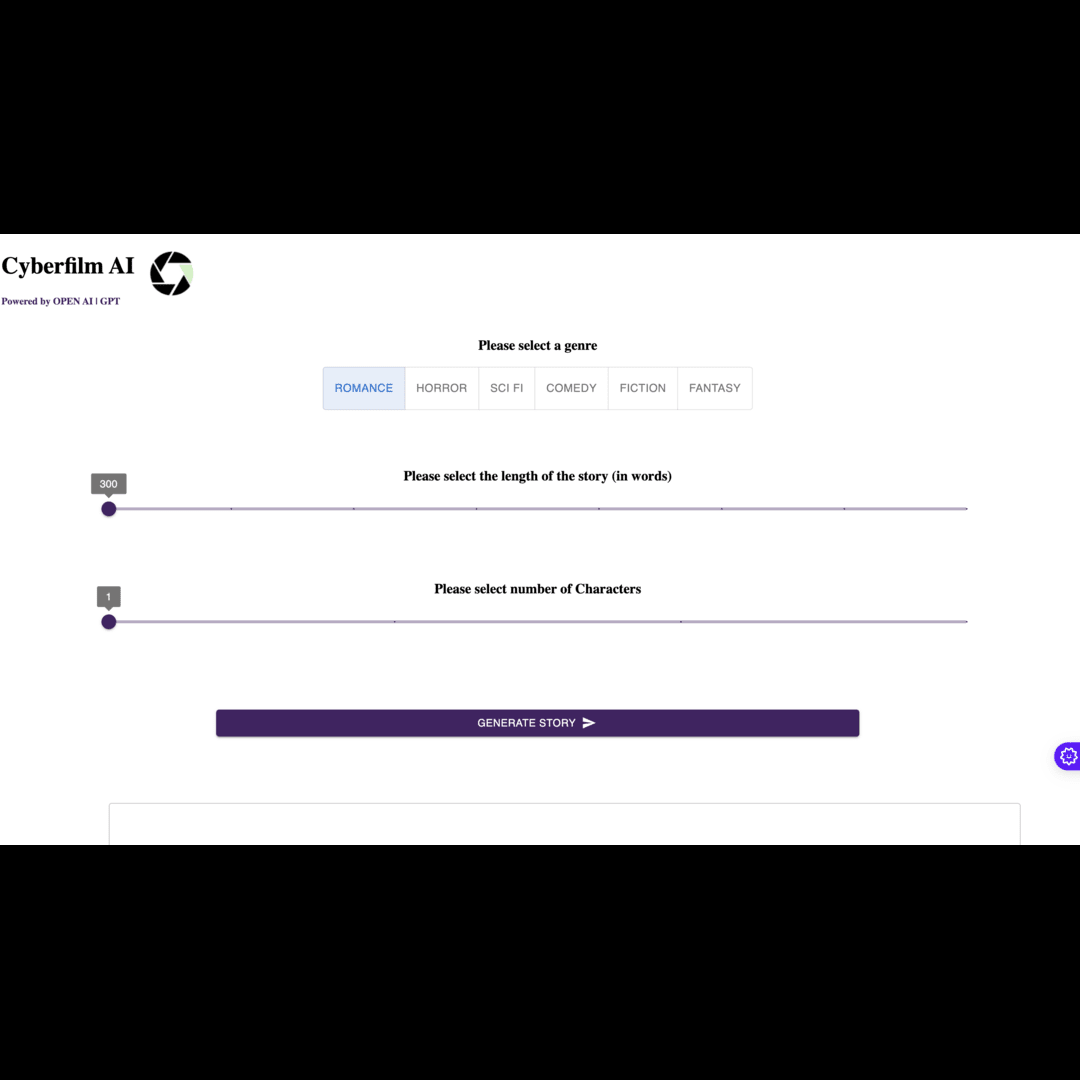 Cyberfilm AI
Powered by OPEN AI | GPT
Please select a genre
ROMANCE HORROR SCI FI COMEDY FICTION FANTASY
Please select the length of the story (in words)
300
Please select number of Characters
1
GENERATE STORY